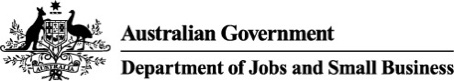 Australian Government
Department of Jobs and Small Business